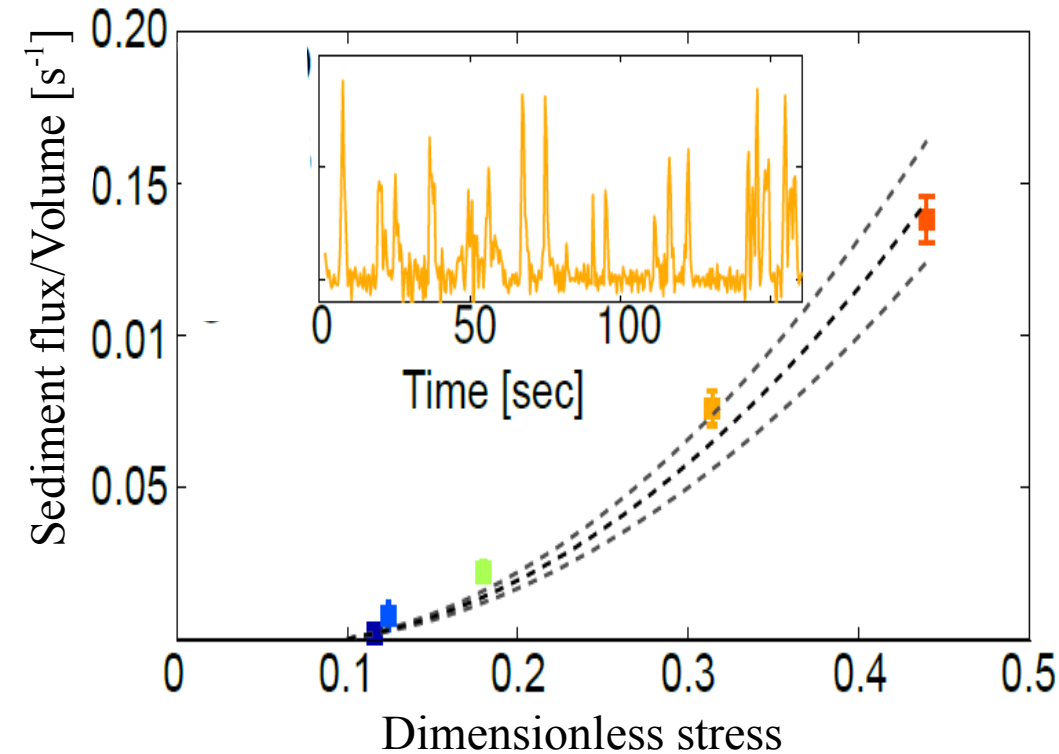 Sediment flux/Volume [s⁻¹]
0.20
0.15
0.01
0.05
0 50 100
Time [sec]
0 0.1 0.2 0.3 0.4 0.5
Dimensionless stress